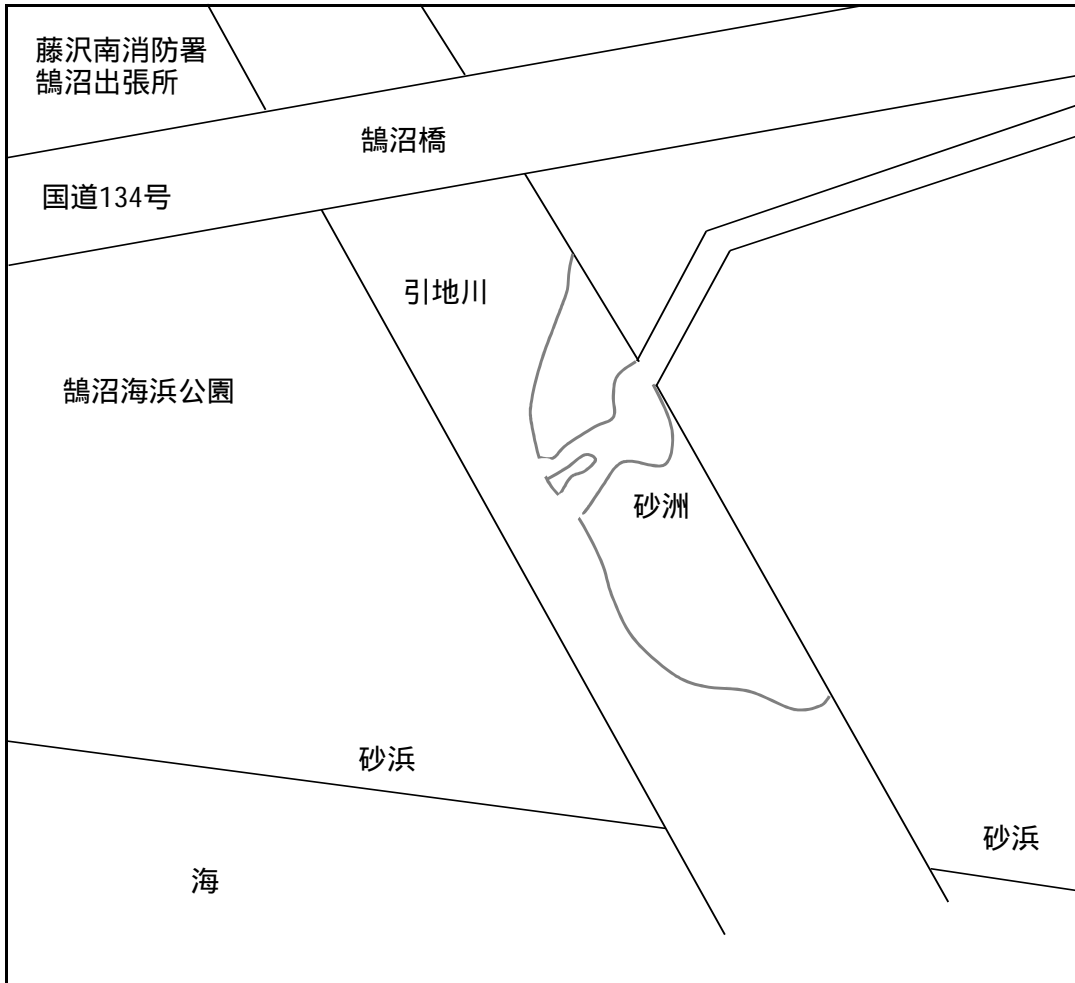 藤沢南消防署
鵠沼出張所
鵠沼橋
国道134号
引地川
鵠沼海浜公園
砂洲
砂浜
砂浜
海